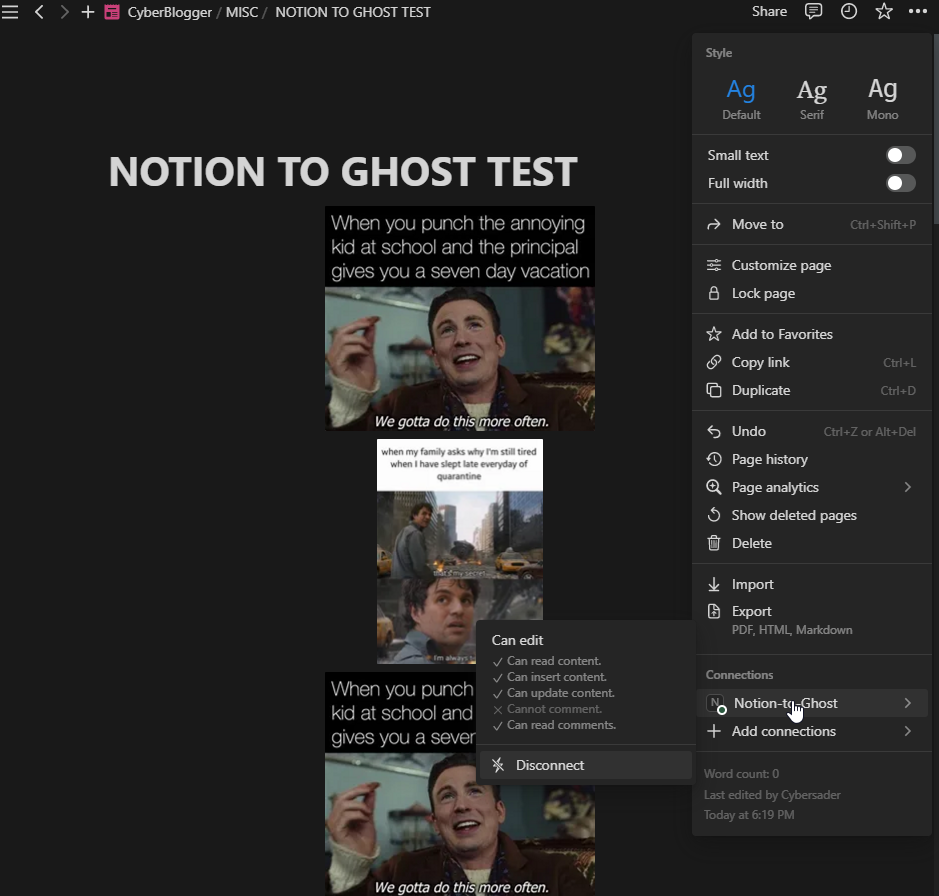 CyberBlogger / MISC / NOTION TO GHOST TEST
Share
NOTION TO GHOST TEST
When you punch the annoying
kid at school and the principal
gives you a seven day vacation
We gotta do this more often.
when my family asks why I'm still tired
when I have slept late everyday of
quarantine
that's my secret
I'm always
When you punch
kid at school and
gives you a seven
We gotta do this more often.
Style
Ag Ag Ag
Default Serif Mono
Small text
Full width
Move to Ctrl+Shift+P
Customize page
Lock page
Add to Favorites
Copy link Ctrl+L
Duplicate Ctrl+D
Undo Ctrl+Z or Alt+Del
Page history
Page analytics
Show deleted pages
Delete
Import
Export
PDF, HTML, Markdown
Connections
N Notion-to-Ghost
Add connections
Word count: 0
Last edited by Cybersader
Today at 6:19 PM
Can edit
Can read content.
Can insert content.
Can update content.
Cannot comment.
Can read comments.
Disconnect